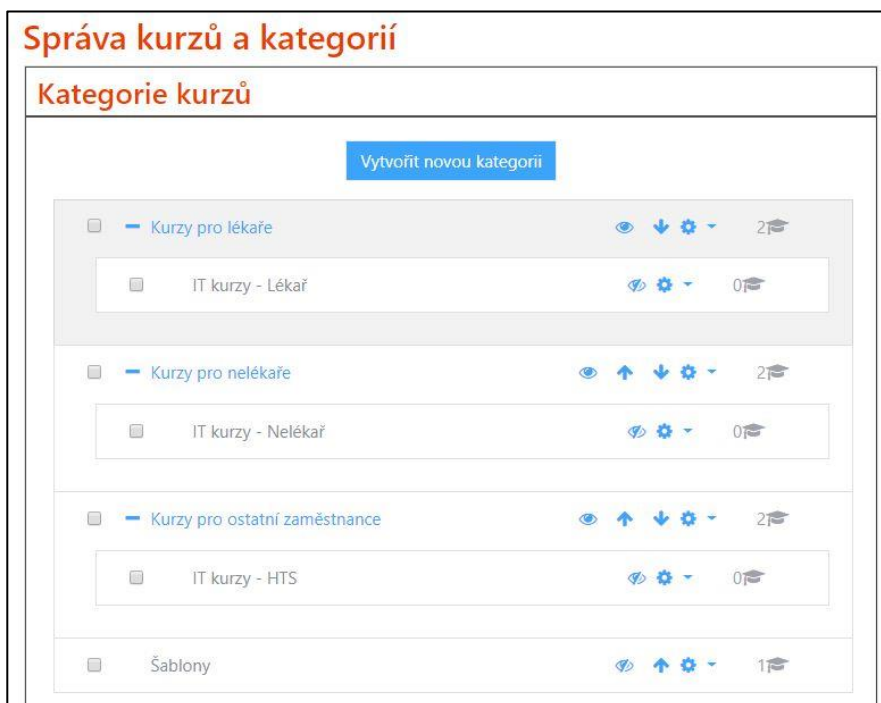 Správa kurzů a kategorií
Kategorie kurzů
Vytvořit novou kategorii
Kurzy pro lékaře 2
IT kurzy - Lékař 0
Kurzy pro nelékaře 2
IT kurzy - Nelékař 0
Kurzy pro ostatní zaměstnance 2
IT kurzy - HTS 0
Šablony 1